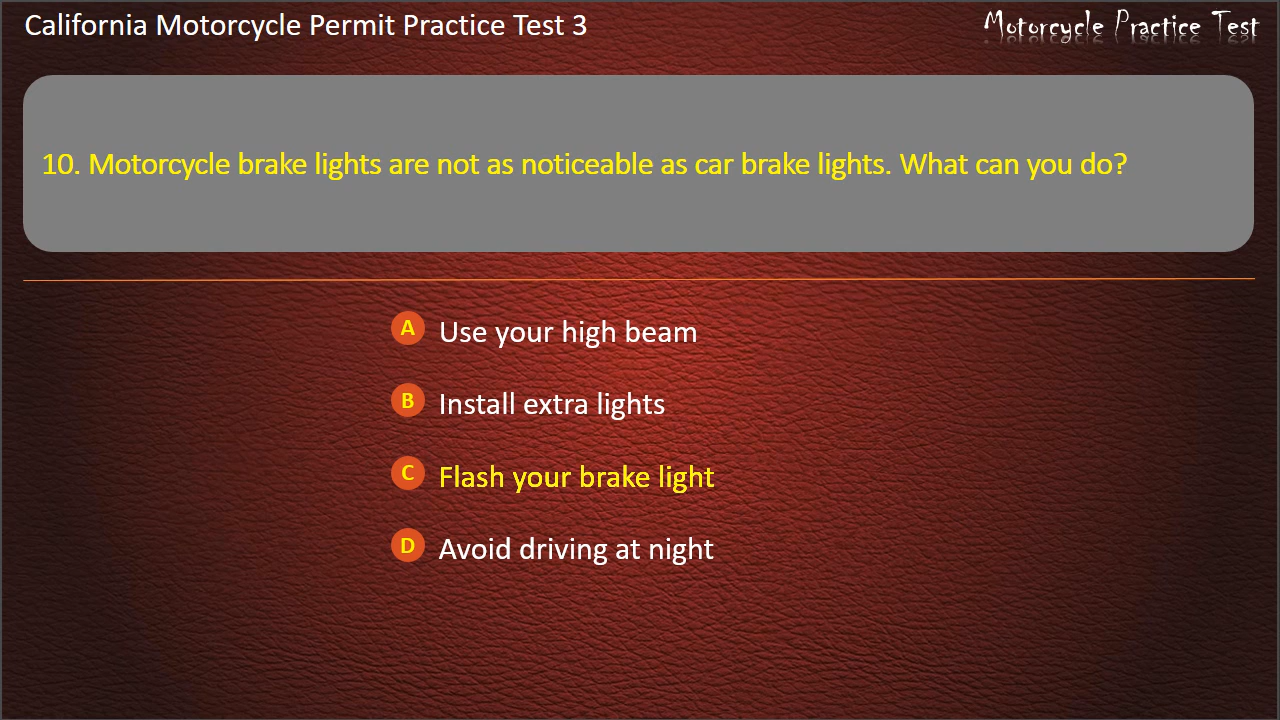 California Motorcycle Permit Practice Test 3
Motorcycle Practice Test
10. Motorcycle brake lights are not as noticeable as car brake lights. What can you do?
A Use your high beam
B Install extra lights
C Flash your brake light
D Avoid driving at night